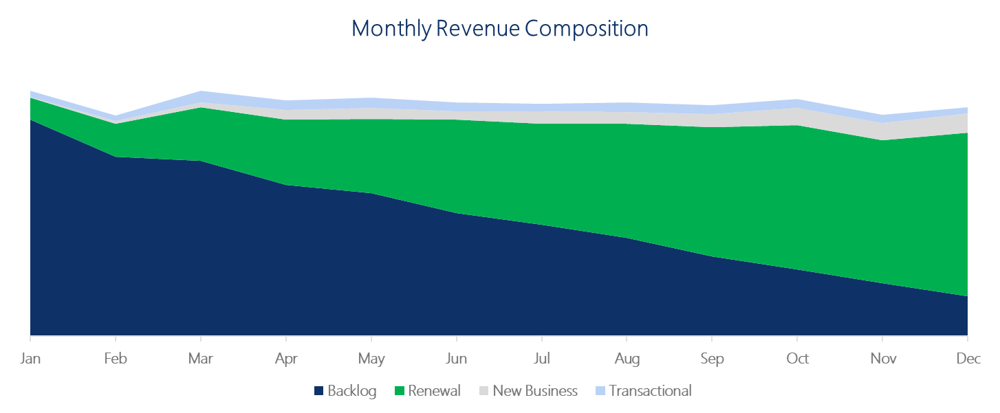 Monthly Revenue Composition
Jan Feb Mar Apr May Jun Jul Aug Sep Oct Nov Dec
Backlog Renewal New Business Transactional